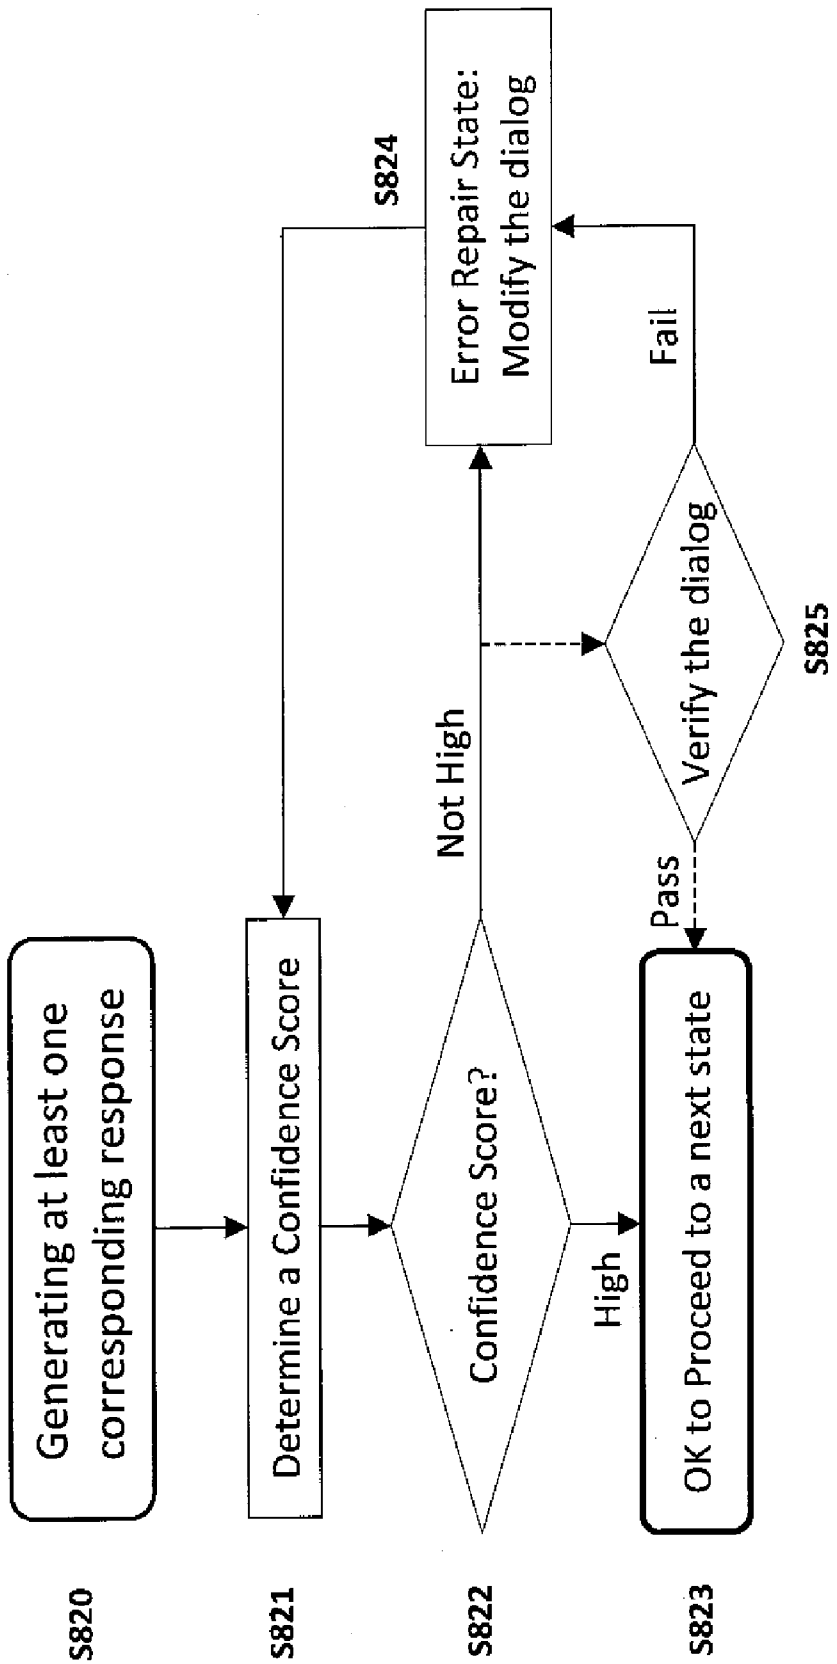 S820
Generating at least one
corresponding response
S821
Determine a Confidence Score
S822
Confidence Score?
Not High
High
S823
OK to Proceed to a next state
S824
Error Repair State:
Modify the dialog
Pass
Verify the dialog
Fail
S825